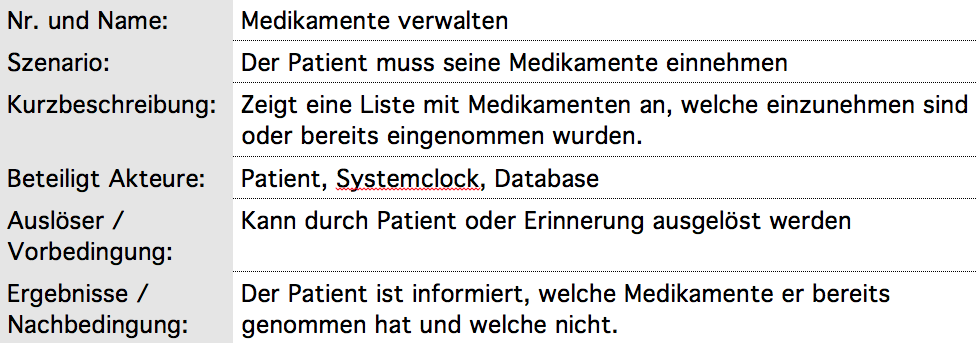 Nr. und Name: Medikamente verwalten
Szenario: Der Patient muss seine Medikamente einnehmen
Kurzbeschreibung: Zeigt eine Liste mit Medikamenten an, welche einzunehmen sind
oder bereits eingenommen wurden.
Beteiligt Akteure: Patient, Systemclock, Database
Auslöser / Kann durch Patient oder Erinnerung ausgelöst werden
Vorbedingung:
Ergebnisse / Der Patient ist informiert, welche Medikamente er bereits
Nachbedingung: genommen hat und welche nicht.